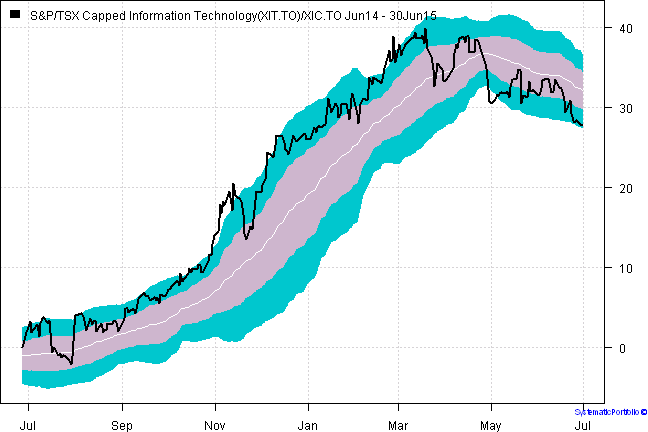 S&P/TSX Capped Information Technology(XIT.TO)/XIC.TO Jun14 - 30Jun15
40
30
20
10
0
Jul Sep Nov Jan Mar May Jul
SystematicPortfolio ©